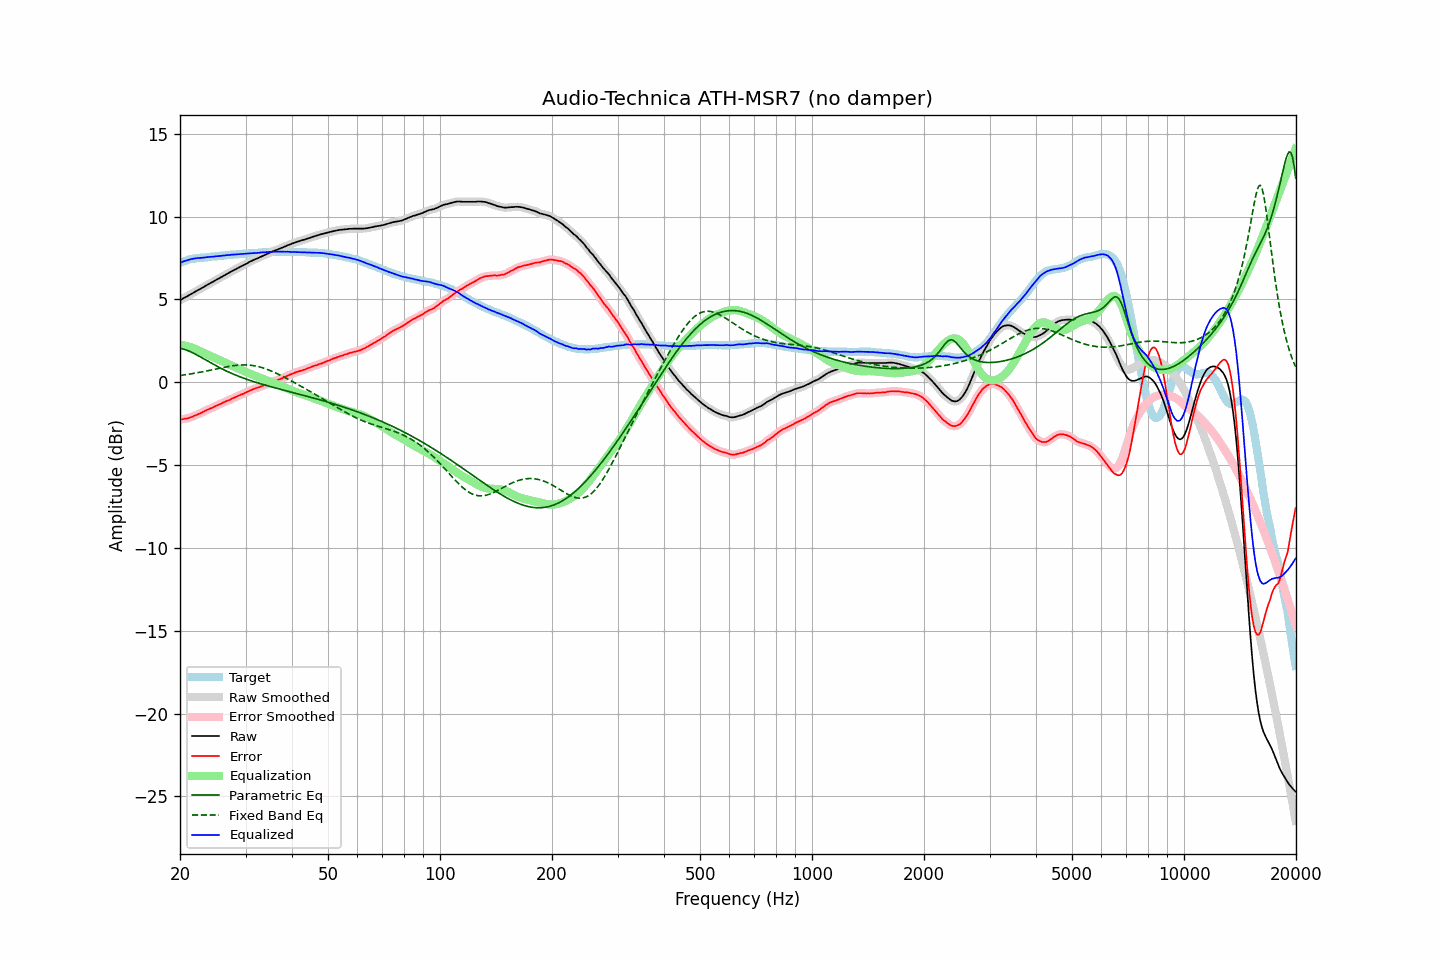 Audio-Technica ATH-MSR7 (no damper)
Amplitude (dBr)
15
10
5
0
−5
−10
−15
−20
−25
Target
Raw Smoothed
Error Smoothed
Raw
Error
Equalization
Parametric Eq
Fixed Band Eq
Equalized
20 50 100 200 500 1000 2000 5000 10000 20000
Frequency (Hz)